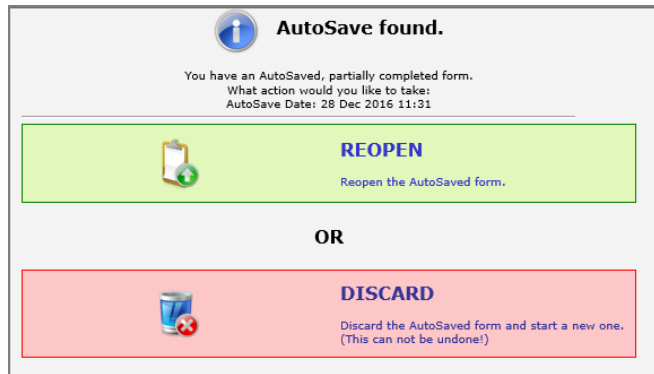 AutoSave found.
You have an AutoSaved, partially completed form.
What action would you like to take:
AutoSave Date: 28 Dec 2016 11:31
REOPEN
Reopen the AutoSaved form.
OR
DISCARD
Discard the AutoSaved form and start a new one.
(This can not be undone!)